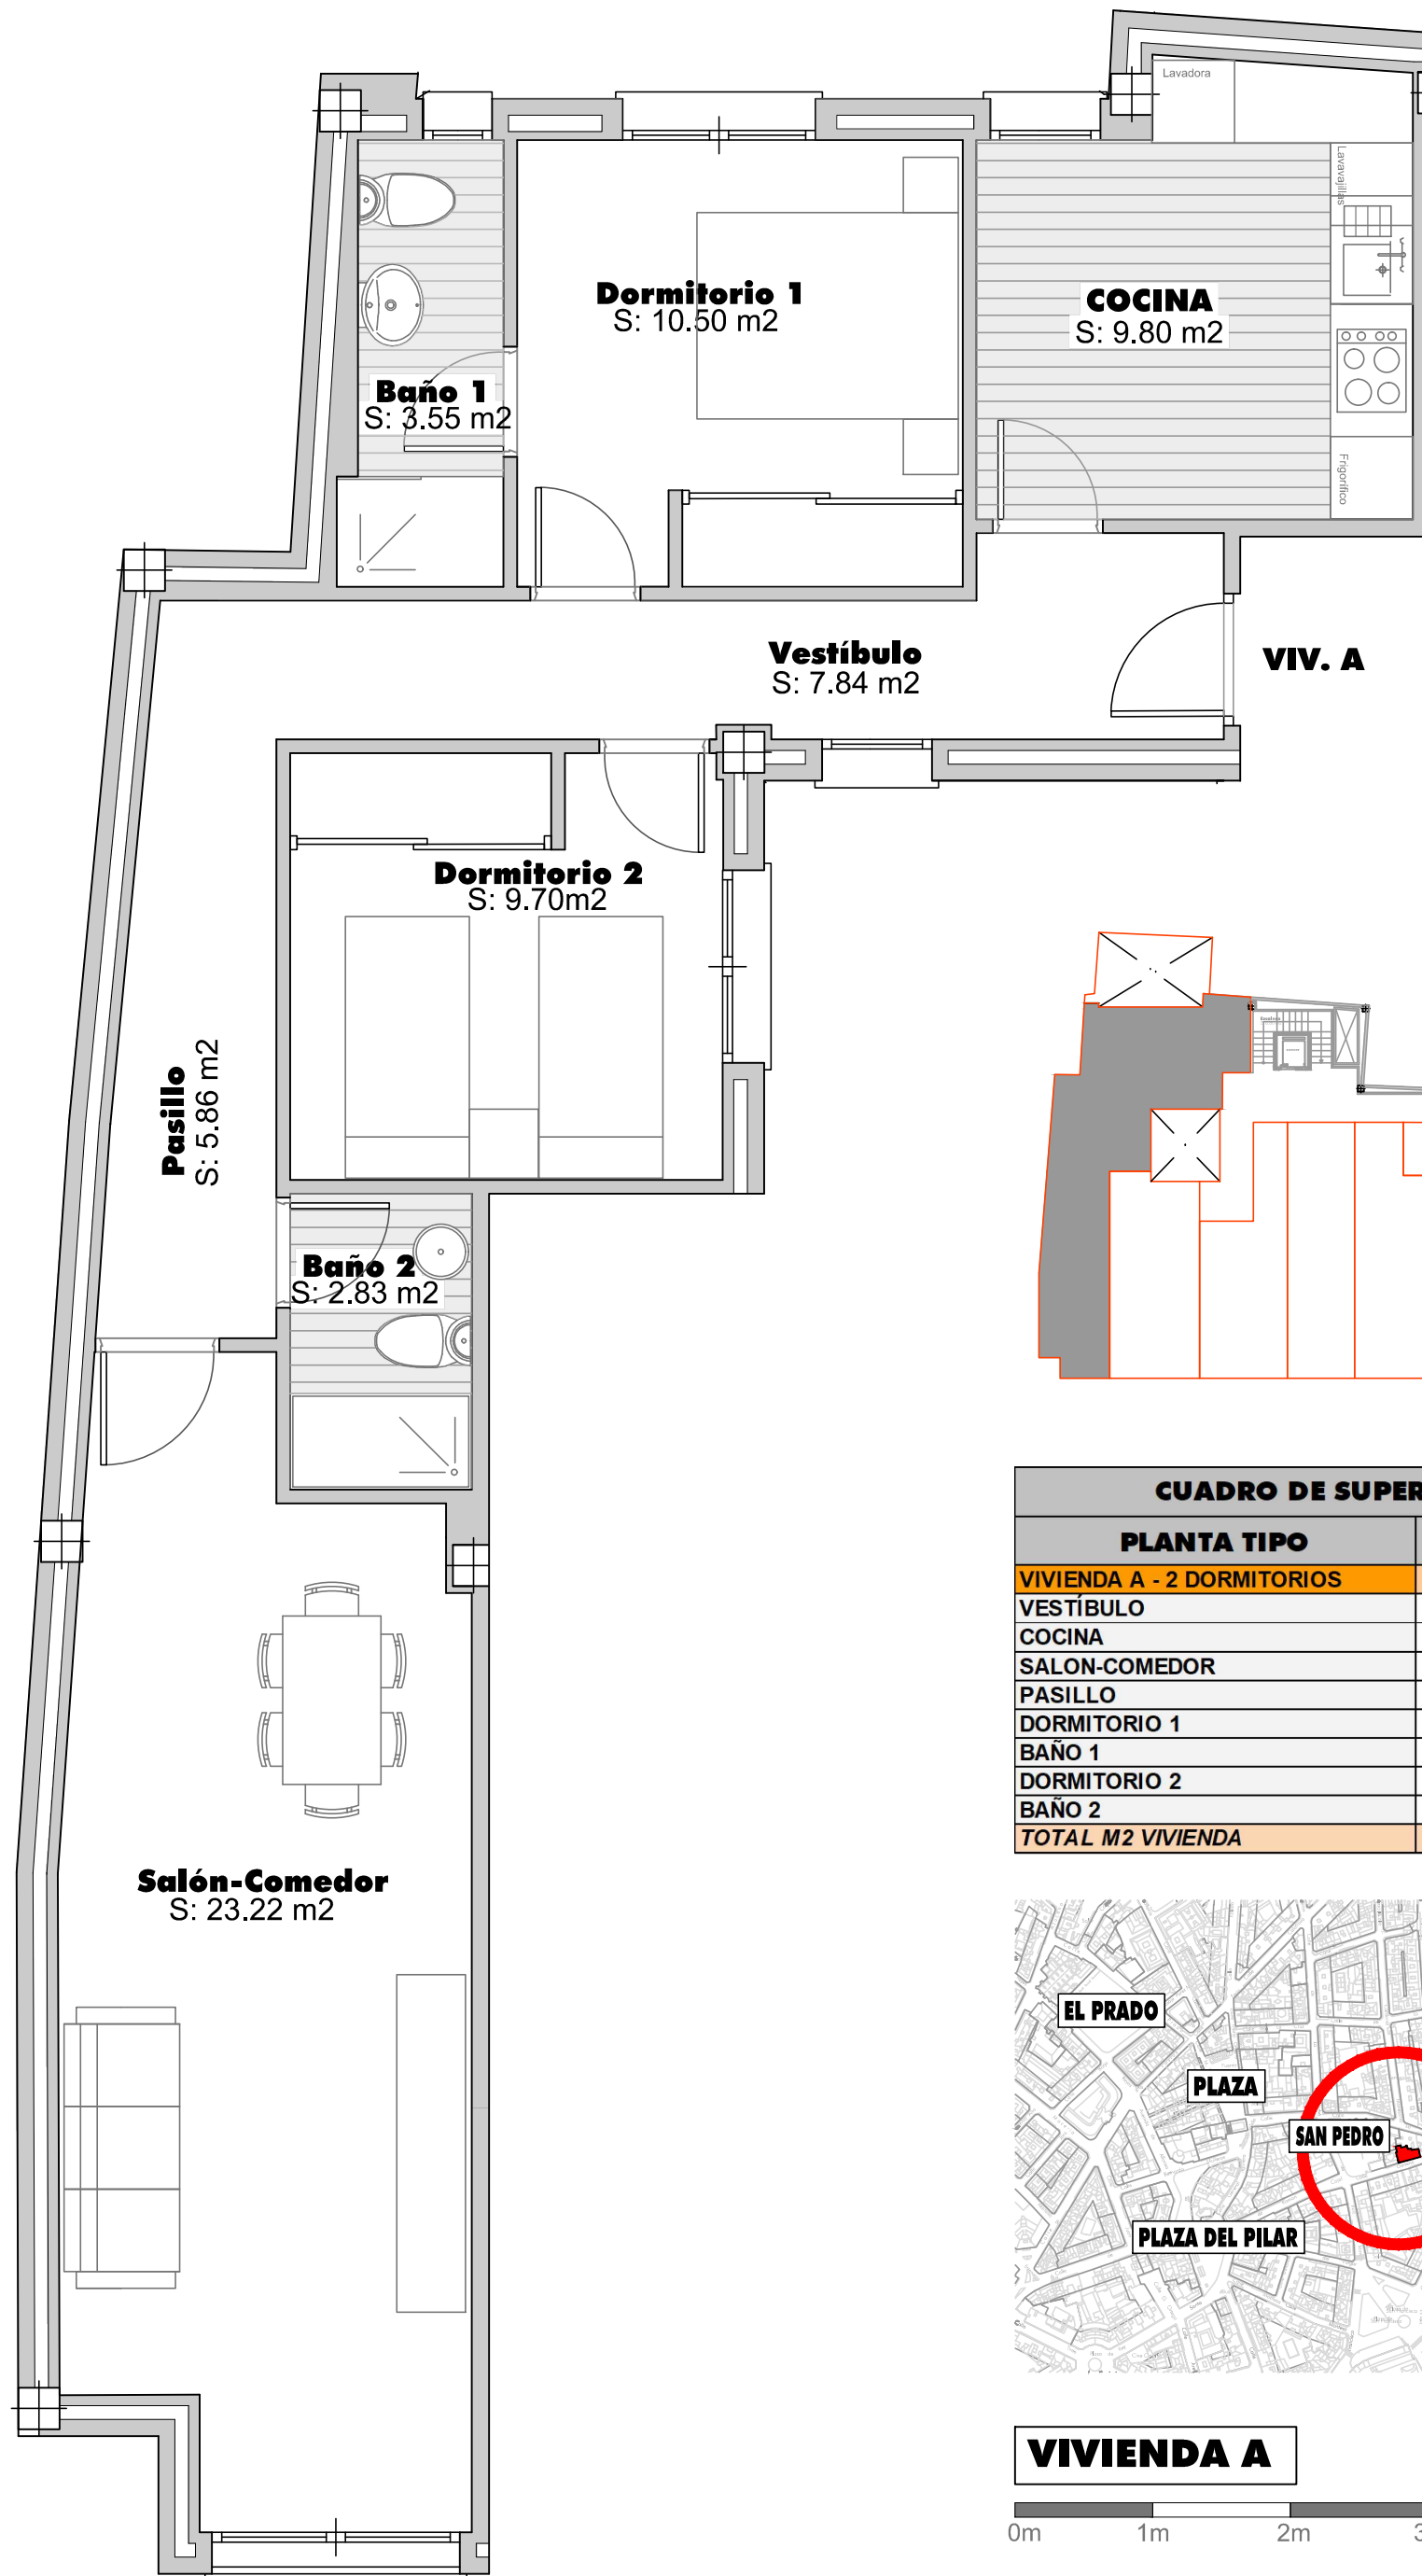 Lavadora
Lavavajillas
Dormitorio 1
S: 10.50 m2
COCINA
S: 9.80 m2
Baño 1
S: 3.55 m2
Frigorífico
Vestíbulo
S: 7.84 m2
VIV. A
Dormitorio 2
S: 9.70m2
Pasillo
S: 5.86 m2
Baño 2
S: 2.83 m2
CUADRO DE SUPER
PLANTA TIPO
VIVIENDA A - 2 DORMITORIOS
VESTÍBULO
COCINA
SALON-COMEDOR
PASILLO
DORMITORIO 1
BAÑO 1
DORMITORIO 2
BAÑO 2
TOTAL M2 VIVIENDA
Salón-Comedor
S: 23.22 m2
EL PRADO
PLAZA
SAN PEDRO
PLAZA DEL PILAR
VIVIENDA A
0m 1m 2m 3